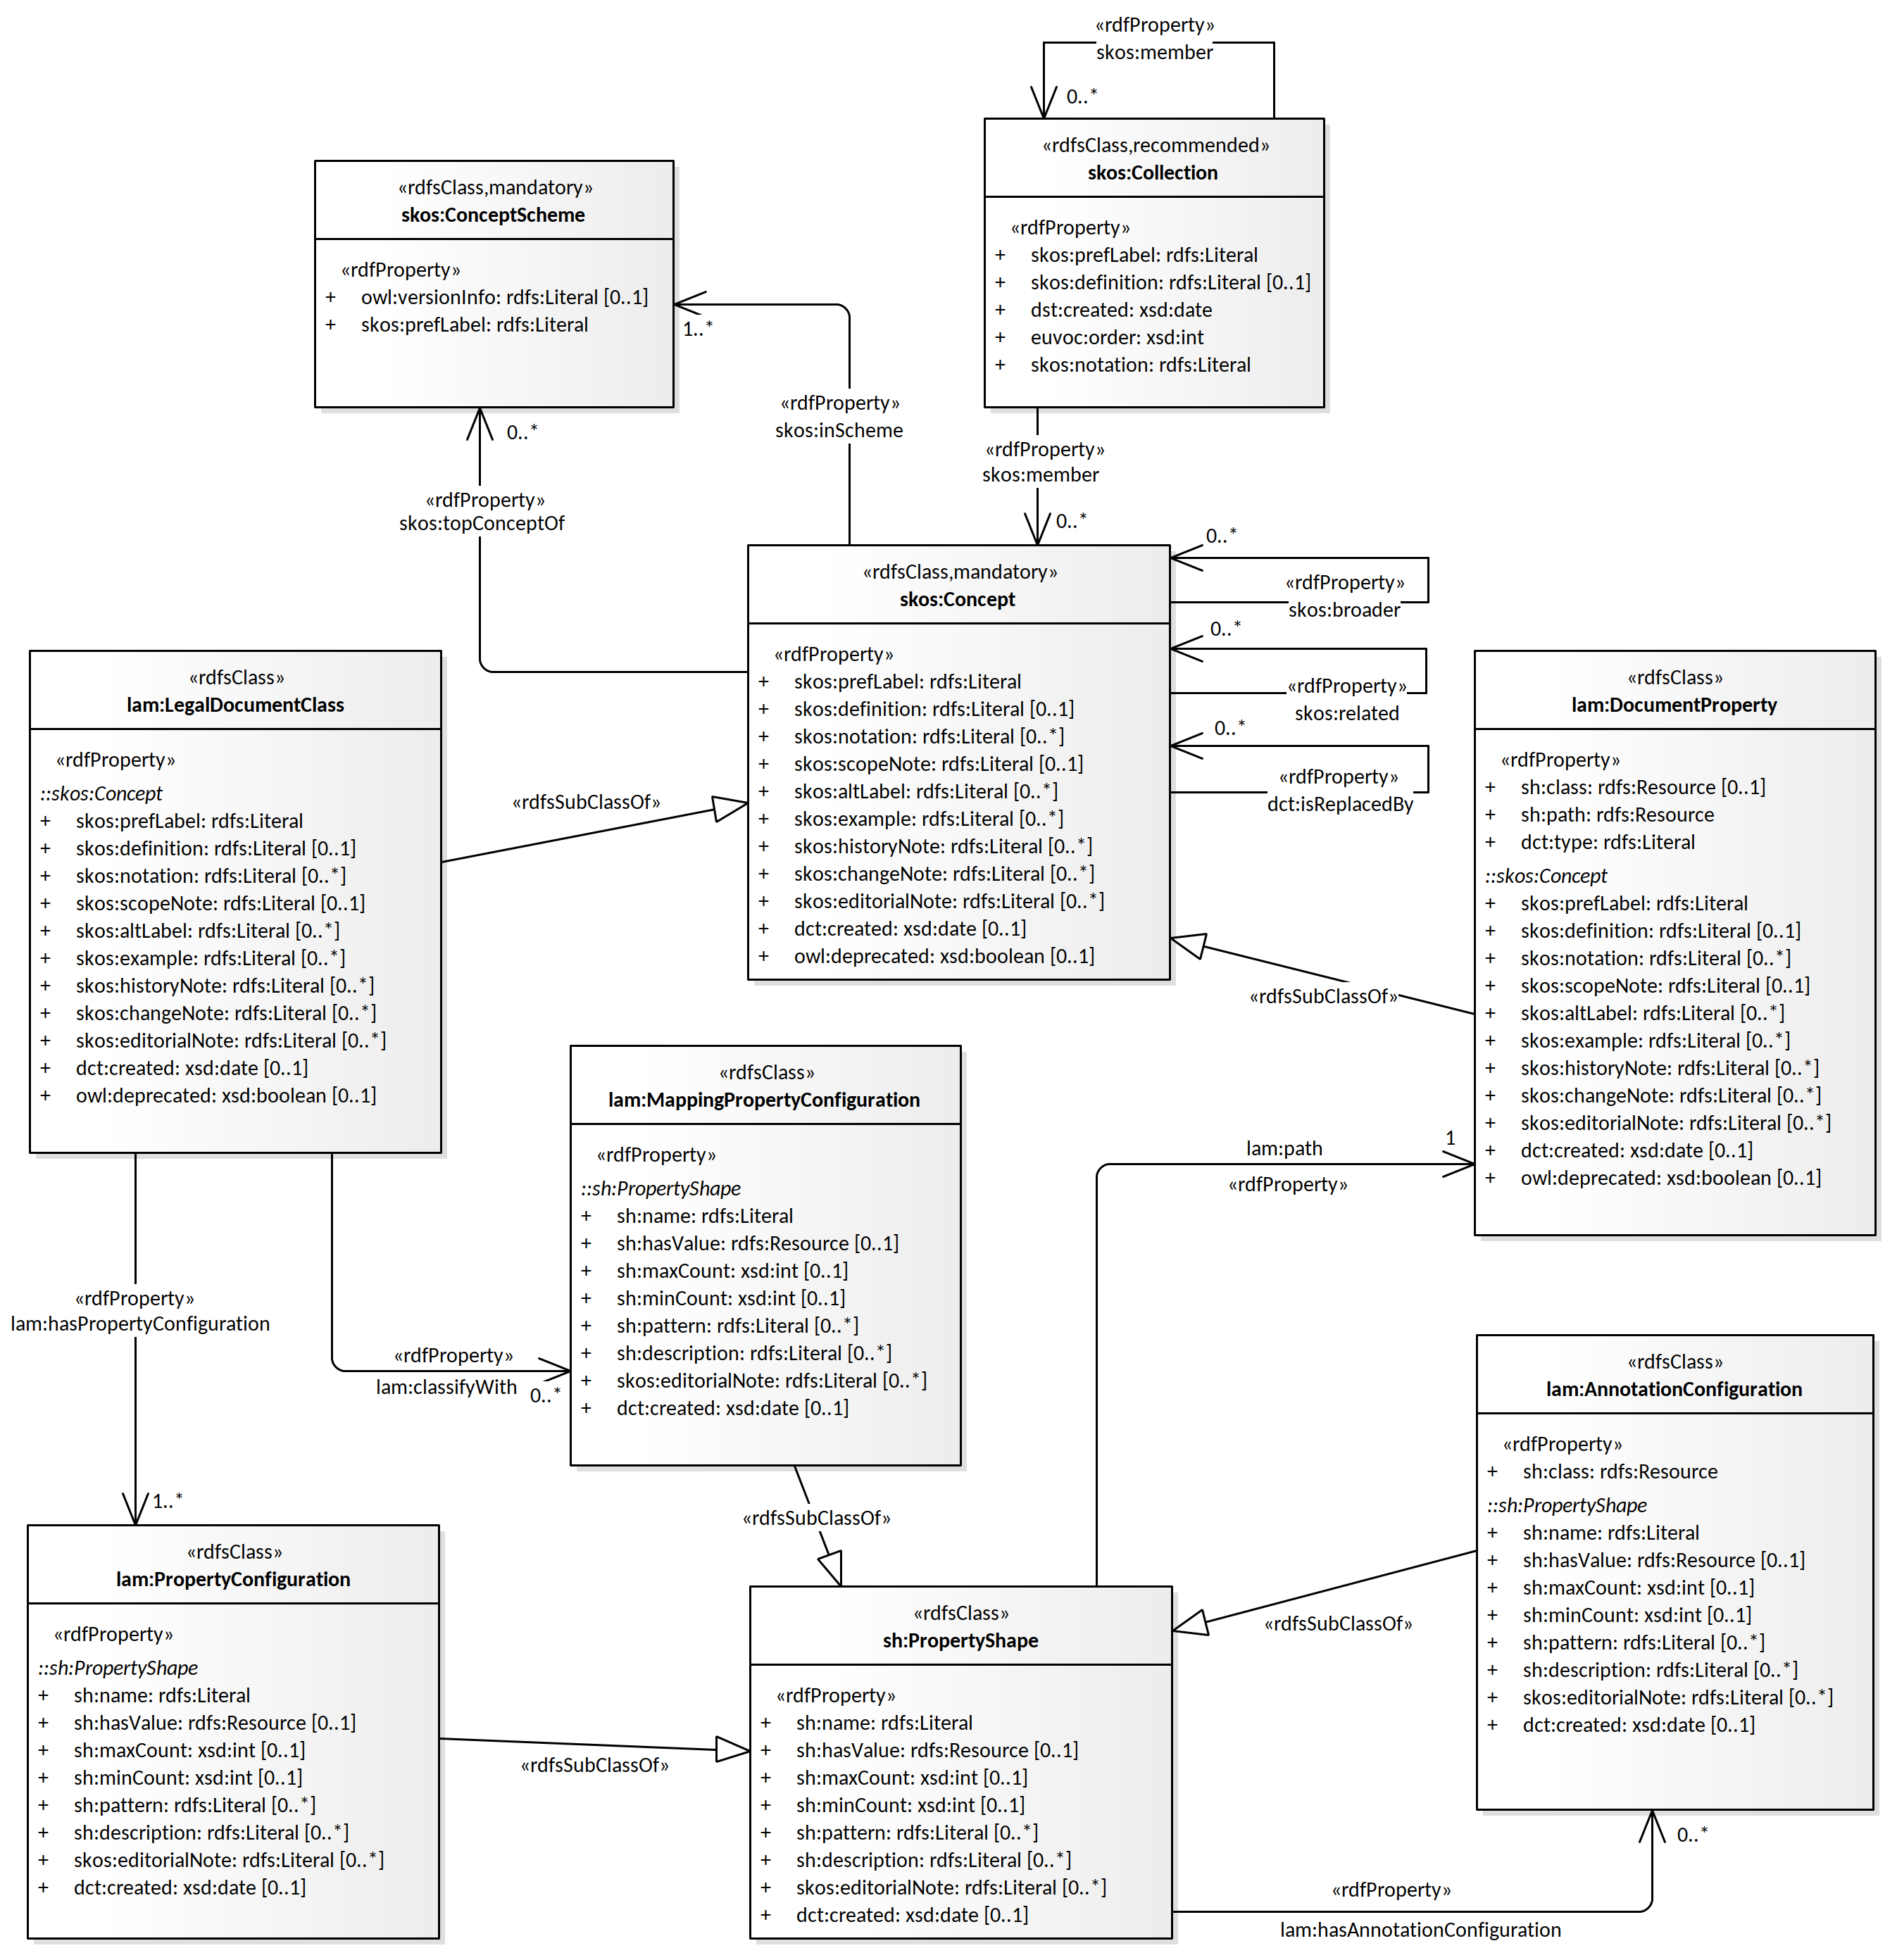 «rdfProperty»
skos:member
0..*
«rdfsClass,recommended»
skos:Collection
«rdfProperty»
+ skos:prefLabel: rdfs:Literal
+ skos:definition: rdfs:Literal [0..1]
+ dst:created: xsd:date
+ euvoc:order: xsd:int
+ skos:notation: rdfs:Literal
«rdfsClass,mandatory»
skos:ConceptScheme
«rdfProperty»
+ owl:versionInfo: rdfs:Literal [0..1]
+ skos:prefLabel: rdfs:Literal
1..*
«rdfProperty»
skos:inScheme
0..*
«rdfProperty»
skos:topConceptOf
«rdfProperty»
skos:member
0..*
«rdfsClass,mandatory»
skos:Concept
«rdfProperty»
+ skos:prefLabel: rdfs:Literal
+ skos:definition: rdfs:Literal [0..1]
+ skos:notation: rdfs:Literal [0..*]
+ skos:scopeNote: rdfs:Literal [0..1]
+ skos:altLabel: rdfs:Literal [0..*]
+ skos:example: rdfs:Literal [0..*]
+ skos:historyNote: rdfs:Literal [0..*]
+ skos:changeNote: rdfs:Literal [0..*]
+ skos:editorialNote: rdfs:Literal [0..*]
+ dct:created: xsd:date [0..1]
+ owl:deprecated: xsd:boolean [0..1]
0..*
«rdfProperty»
skos:broader
0..*
«rdfProperty»
skos:related
0..*
«rdfProperty»
dct:isReplacedBy
«rdfsClass»
lam:LegalDocumentClass
«rdfProperty»
::skos:Concept
+ skos:prefLabel: rdfs:Literal
+ skos:definition: rdfs:Literal [0..1]
+ skos:notation: rdfs:Literal [0..*]
+ skos:scopeNote: rdfs:Literal [0..1]
+ skos:altLabel: rdfs:Literal [0..*]
+ skos:example: rdfs:Literal [0..*]
+ skos:historyNote: rdfs:Literal [0..*]
+ skos:changeNote: rdfs:Literal [0..*]
+ skos:editorialNote: rdfs:Literal [0..*]
+ dct:created: xsd:date [0..1]
+ owl:deprecated: xsd:boolean [0..1]
«rdfsSubClassOf»
«rdfsClass»
lam:DocumentProperty
«rdfProperty»
+ sh:class: rdfs:Resource [0..1]
+ sh:path: rdfs:Resource
+ dct:type: rdfs:Literal
::skos:Concept
+ skos:prefLabel: rdfs:Literal
+ skos:definition: rdfs:Literal [0..1]
+ skos:notation: rdfs:Literal [0..*]
+ skos:scopeNote: rdfs:Literal [0..1]
+ skos:altLabel: rdfs:Literal [0..*]
+ skos:example: rdfs:Literal [0..*]
+ skos:historyNote: rdfs:Literal [0..*]
+ skos:changeNote: rdfs:Literal [0..*]
+ skos:editorialNote: rdfs:Literal [0..*]
+ dct:created: xsd:date [0..1]
+ owl:deprecated: xsd:boolean [0..1]
«rdfsSubClassOf»
«rdfsClass»
lam:MappingPropertyConfiguration
«rdfProperty»
::sh:PropertyShape
+ sh:name: rdfs:Literal
+ sh:hasValue: rdfs:Resource [0..1]
+ sh:maxCount: xsd:int [0..1]
+ sh:minCount: xsd:int [0..1]
+ sh:pattern: rdfs:Literal [0..*]
+ sh:description: rdfs:Literal [0..*]
+ skos:editorialNote: rdfs:Literal [0..*]
+ dct:created: xsd:date [0..1]
lam:path
1
«rdfProperty»
«rdfProperty»
lam:hasPropertyConfiguration
1..*
«rdfProperty»
lam:classifyWith
0..*
«rdfsSubClassOf»
«rdfsClass»
lam:AnnotationConfiguration
«rdfProperty»
+ sh:class: rdfs:Resource
::sh:PropertyShape
+ sh:name: rdfs:Literal
+ sh:hasValue: rdfs:Resource [0..1]
+ sh:maxCount: xsd:int [0..1]
+ sh:minCount: xsd:int [0..1]
+ sh:pattern: rdfs:Literal [0..*]
+ sh:description: rdfs:Literal [0..*]
+ skos:editorialNote: rdfs:Literal [0..*]
+ dct:created: xsd:date [0..1]
«rdfsSubClassOf»
«rdfsClass»
lam:PropertyConfiguration
«rdfProperty»
::sh:PropertyShape
+ sh:name: rdfs:Literal
+ sh:hasValue: rdfs:Resource [0..1]
+ sh:maxCount: xsd:int [0..1]
+ sh:minCount: xsd:int [0..1]
+ sh:pattern: rdfs:Literal [0..*]
+ sh:description: rdfs:Literal [0..*]
+ skos:editorialNote: rdfs:Literal [0..*]
+ dct:created: xsd:date [0..1]
«rdfsSubClassOf»
«rdfsClass»
sh:PropertyShape
«rdfProperty»
+ sh:name: rdfs:Literal
+ sh:hasValue: rdfs:Resource [0..1]
+ sh:maxCount: xsd:int [0..1]
+ sh:minCount: xsd:int [0..1]
+ sh:pattern: rdfs:Literal [0..*]
+ sh:description: rdfs:Literal [0..*]
+ skos:editorialNote: rdfs:Literal [0..*]
+ dct:created: xsd:date [0..1]
0..*
«rdfProperty»
lam:hasAnnotationConfiguration